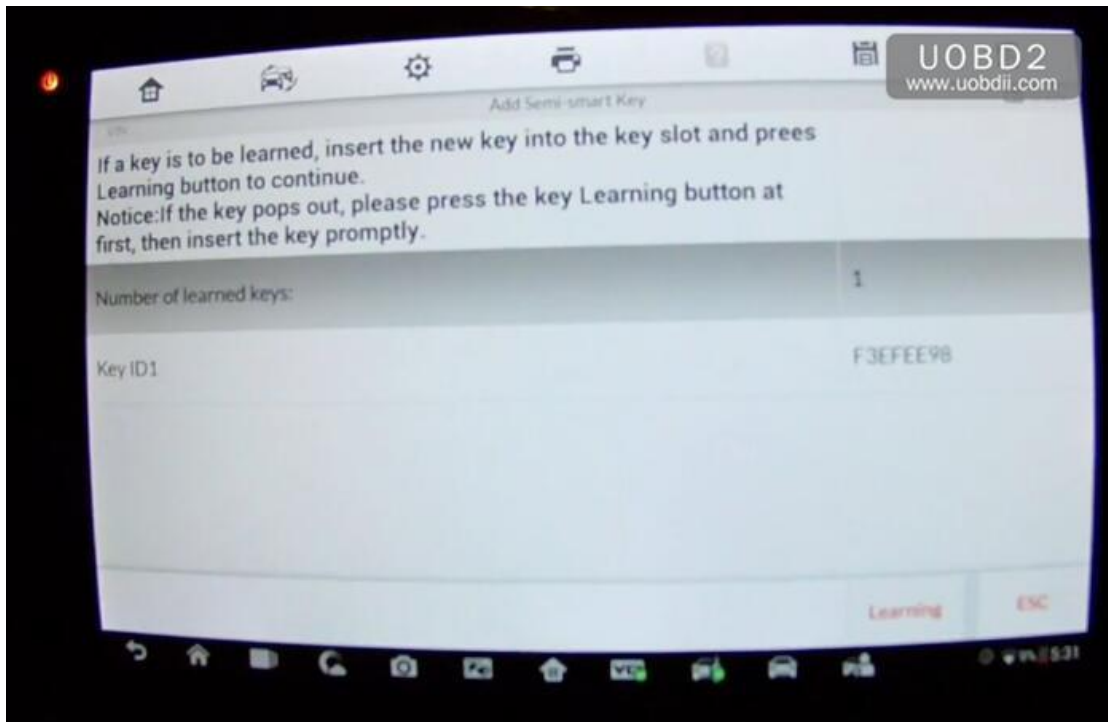 UOBD2
www.uobdii.com
Add Semi-smart Key
VIN
If a key is to be learned, insert the new key into the key slot and prees
Learning button to continue.
Notice:If the key pops out, please press the key Learning button at
first, then insert the key promptly.
Number of learned keys: 1
Key ID1 F3EFEE98
Learning ESC
5:31